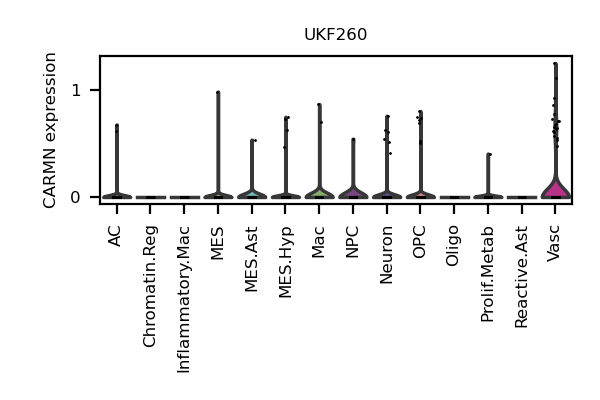 UKF260
CARMN expression
1
0
AC
Chromatin.Reg
Inflammatory.Mac
MES
MES.Ast
MES.Hyp
Mac
NPC
Neuron
OPC
Oligo
Prolif.Metab
Reactive.Ast
Vasc